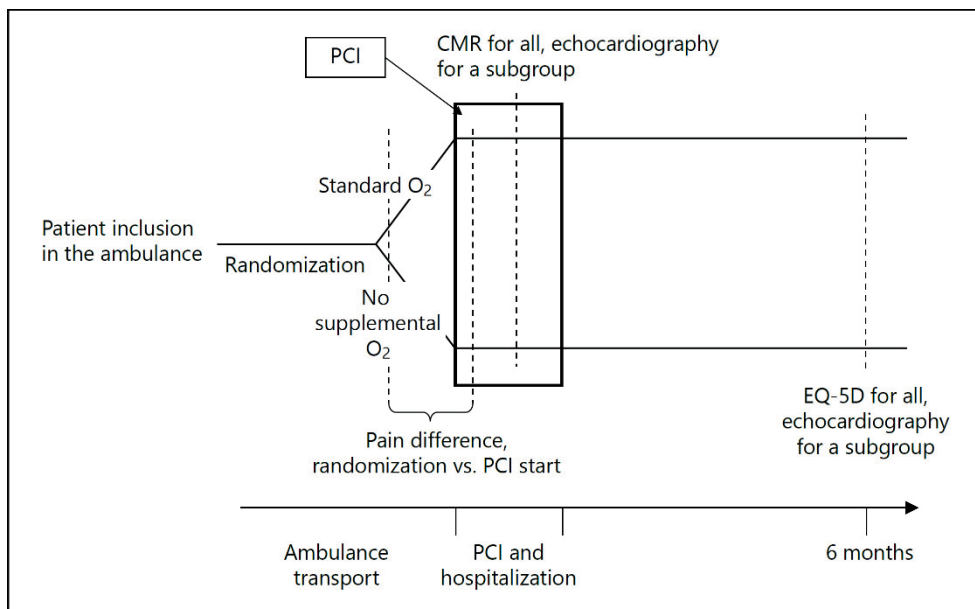 PCI
CMR for all, echocardiography
for a subgroup
Standard O₂
Patient inclusion
in the ambulance
Randomization
No
supplemental
O₂
EQ-5D for all,
echocardiography
for a subgroup
Pain difference,
randomization vs. PCI start
Ambulance
transport
PCI and
hospitalization
6 months